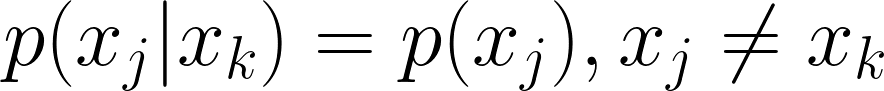 p(x_j|x_k) = p(x_j), x_j ≠ x_k